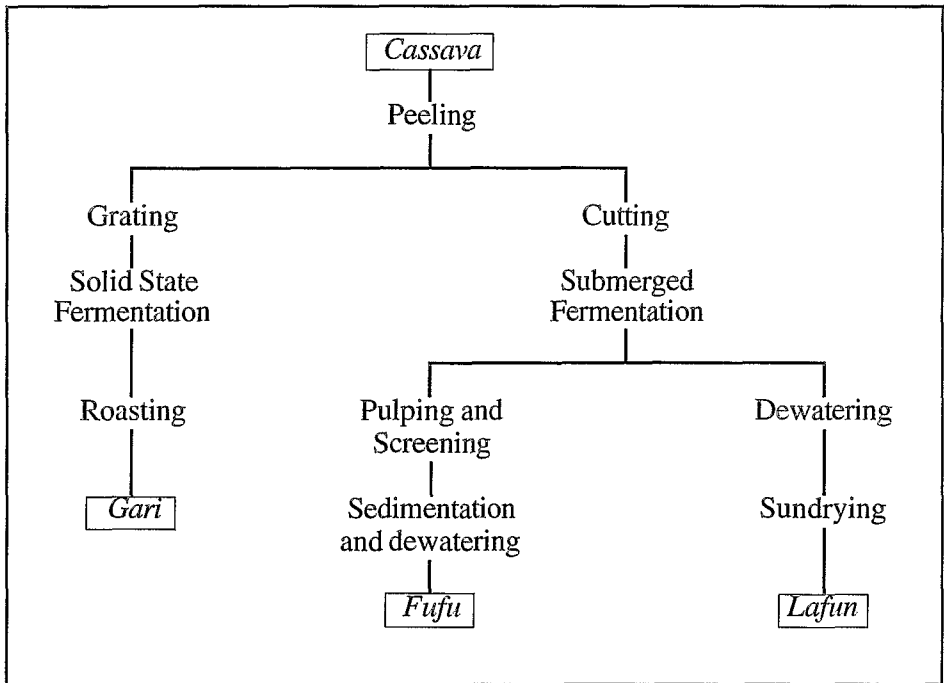 Cassava
Peeling
Grating
Cutting
Solid State
Fermentation
Submerged
Fermentation
Roasting
Pulping and
Screening
Dewatering
Gari
Sedimentation
and dewatering
Sundrying
Fufu
Lafun